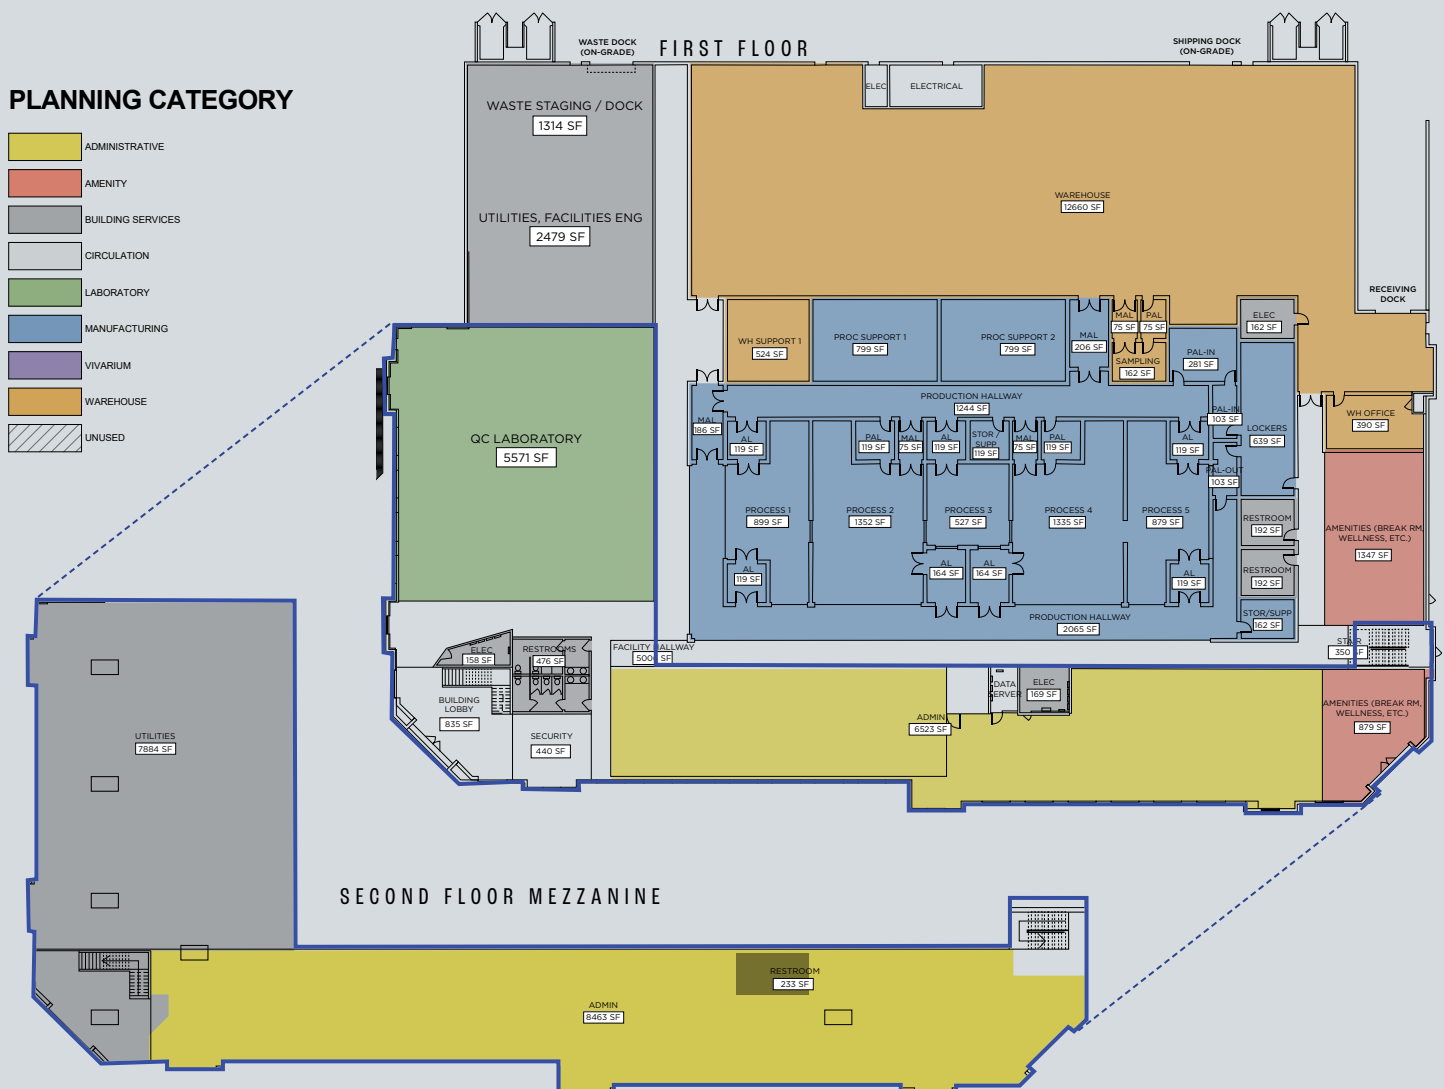 WASTE DOCK
(ON-GRADE)
FIRST FLOOR
SHIPPING DOCK
(ON-GRADE)
PLANNING CATEGORY
ADMINISTRATIVE
AMENITY
BUILDING SERVICES
CIRCULATION
LABORATORY
MANUFACTURING
VIVARIUM
WAREHOUSE
UNUSED
WASTE STAGING / DOCK
1314 SF
UTILITIES, FACILITIES ENG
2479 SF
ELEC
ELECTRICAL
WAREHOUSE
12660 SF
RECEIVING
DOCK
WH SUPPORT 1
524 SF
PROC SUPPORT 1
799 SF
PROC SUPPORT 2
799 SF
MAL
206 SF
MAL
75 SF
PAL
75 SF
SAMPLING
162 SF
PAL-IN
281 SF
ELEC
162 SF
PRODUCTION HALLWAY
1244 SF
MAL
186 SF
AL
119 SF
PAL
119 SF
MAL
75 SF
AL
119 SF
STOR /
SUPP
119 SF
MAL
75 SF
PAL
119 SF
AL
119 SF
PAL-IN
103 SF
LOCKERS
639 SF
WH OFFICE
390 SF
PAL-OUT
103 SF
QC LABORATORY
5571 SF
PROCESS 1
899 SF
PROCESS 2
1352 SF
PROCESS 3
527 SF
PROCESS 4
1335 SF
PROCESS 5
879 SF
RESTROOM
192 SF
AMENITIES (BREAK RM,
WELLNESS, ETC.)
1347 SF
AL
119 SF
AL
164 SF
AL
164 SF
AL
119 SF
RESTROOM
192 SF
PRODUCTION HALLWAY
2065 SF
STOR/SUPP
162 SF
ELEC
158 SF
RESTROOMS
476 SF
FACILITY HALLWAY
5006 SF
STAIR
350 SF
BUILDING
LOBBY
835 SF
SECURITY
440 SF
ADMIN
6523 SF
DATA
SERVER
ELEC
169 SF
AMENITIES (BREAK RM,
WELLNESS, ETC.)
879 SF
UTILITIES
7884 SF
SECOND FLOOR MEZZANINE
RESTROOM
233 SF
ADMIN
8463 SF